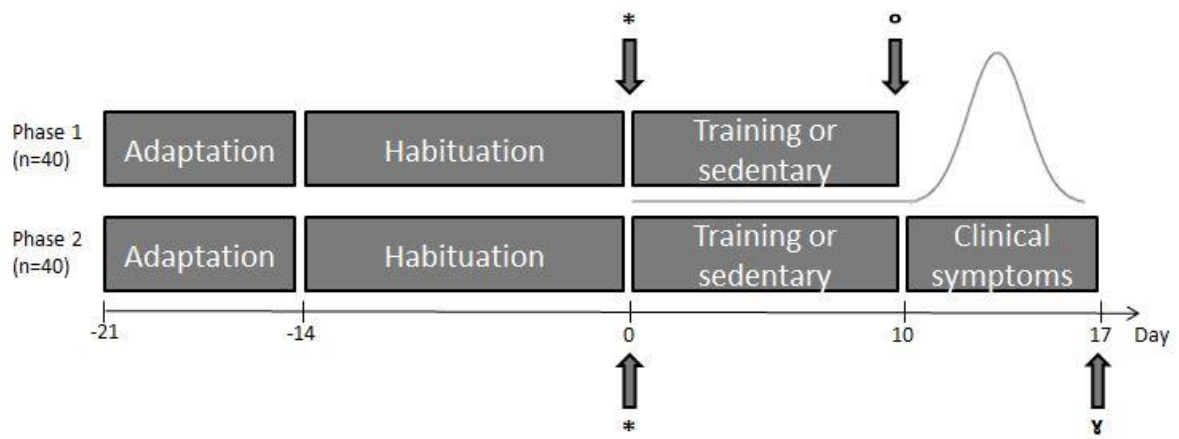 *
°
Phase 1
(n=40)
Adaptation
Habituation
Training or
sedentary
Phase 2
(n=40)
Adaptation
Habituation
Training or
sedentary
Clinical
symptoms
-21
-14
0
10
17
Day
*
ɤ